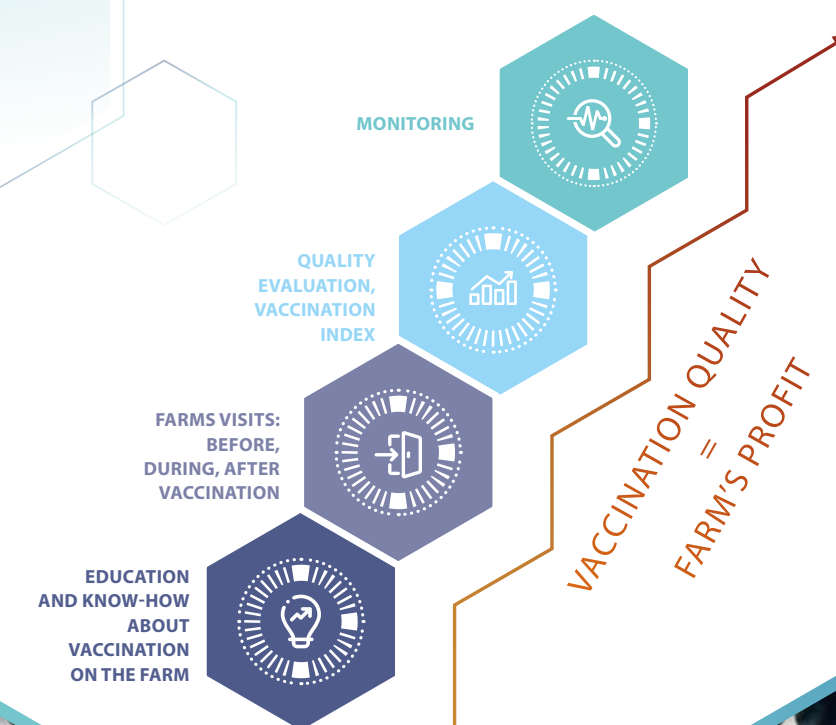 MONITORING
QUALITY
EVALUATION,
VACCINATION
INDEX
FARMS VISITS:
BEFORE,
DURING, AFTER
VACCINATION
EDUCATION
AND KNOW-HOW
ABOUT
VACCINATION
ON THE FARM
VACCINATION QUALITY
=
FARM'S PROFIT